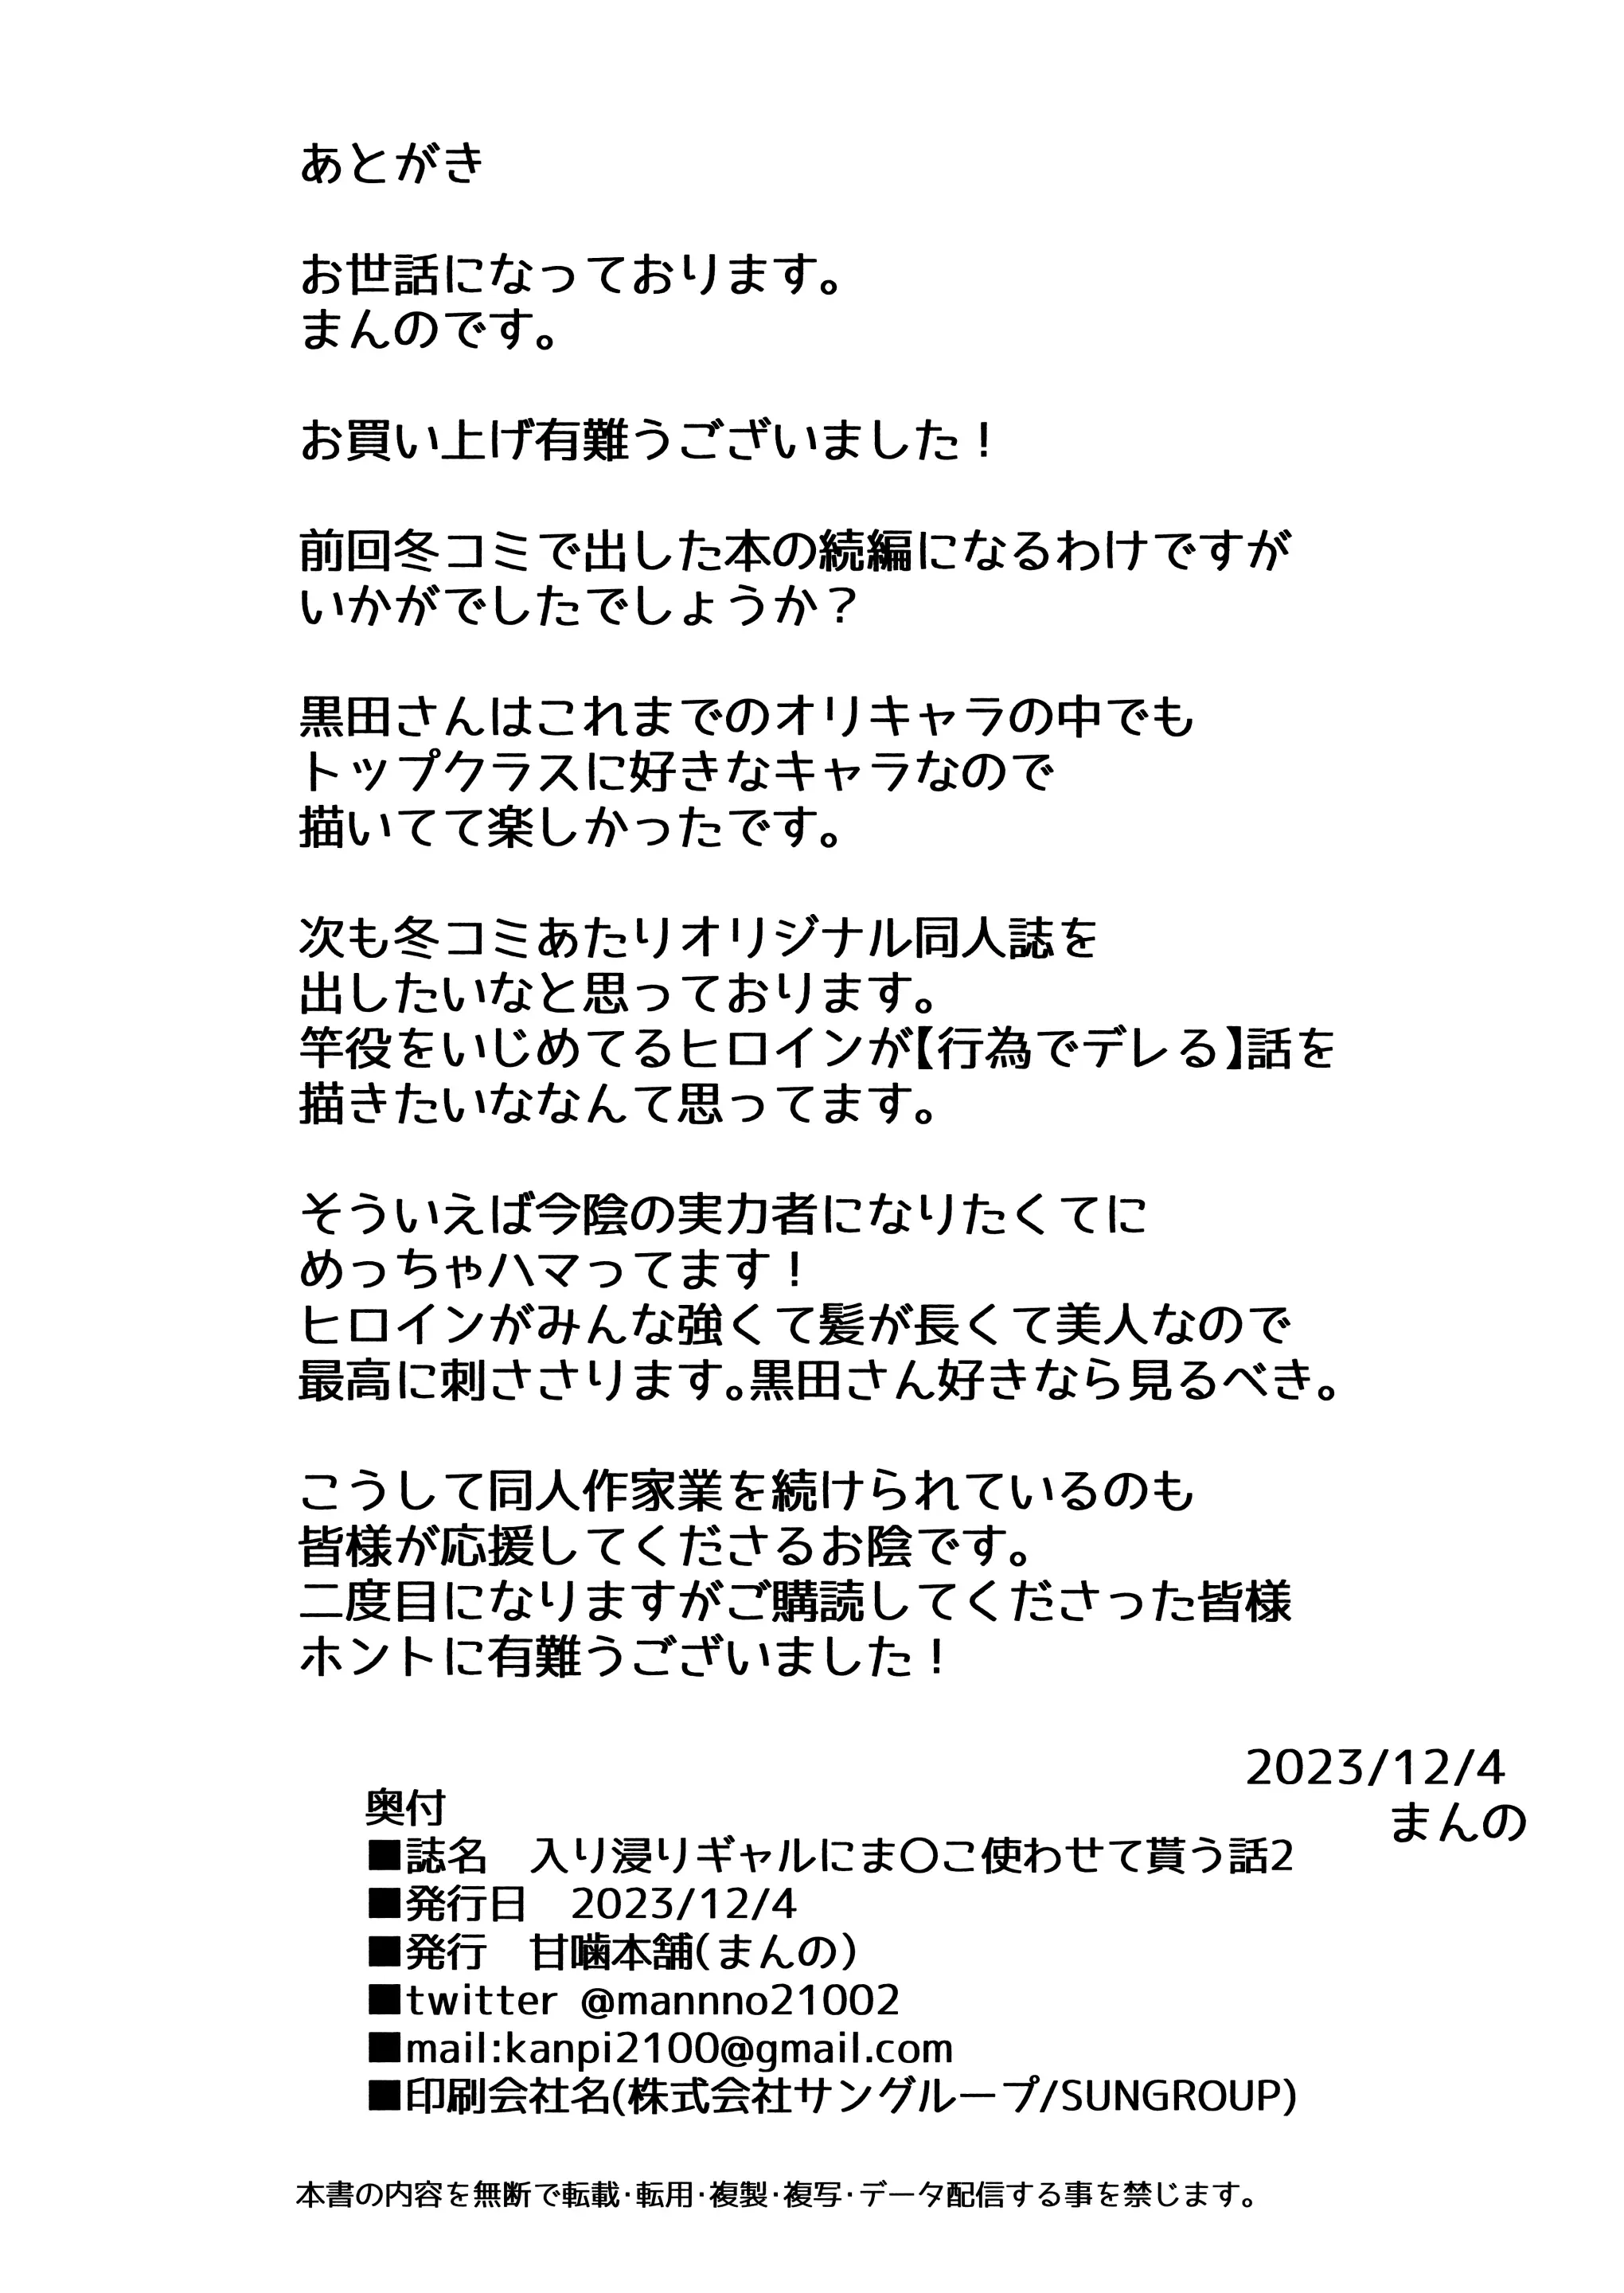 あとがき
お世話になっております。
まんのです。
お買い上げ有難うございました！
前回冬コミで出した本の続編になるわけですが
いかがでしたでしょうか？
黒田さんはこれまでのオリキャラの中でも
トップクラスに好きなキャラなので
描いてて楽しかったです。
次も冬コミあたりオリジナル同人誌を
出したいなと思っております。
竿役をいじめてるヒロインが【行為でデレる】話を
描きたいななんて思ってます。
そういえば今陰の実力者になりたくてに
めっちゃハマってます！
ヒロインがみんな強くて髪が長くて美人なので
最高に刺ささります。黒田さん好きなら見るべき。
こうして同人作家業を続けられているのも
皆様が応援してくださるお陰です。
二度目になりますがご購読してくださった皆様
ホントに有難うございました！
2023/12/4
まんの
奥付
■誌名　入り浸りギャルにま〇こ使わせて貰う話2
■発行日　2023/12/4
■発行　甘噛本舗(まんの)
■twitter @mannno21002
■mail:kanpi2100@gmail.com
■印刷会社名(株式会社サングループ/SUNGROUP)
本書の内容を無断で転載・転用・複製・複写・データ配信する事を禁じます。